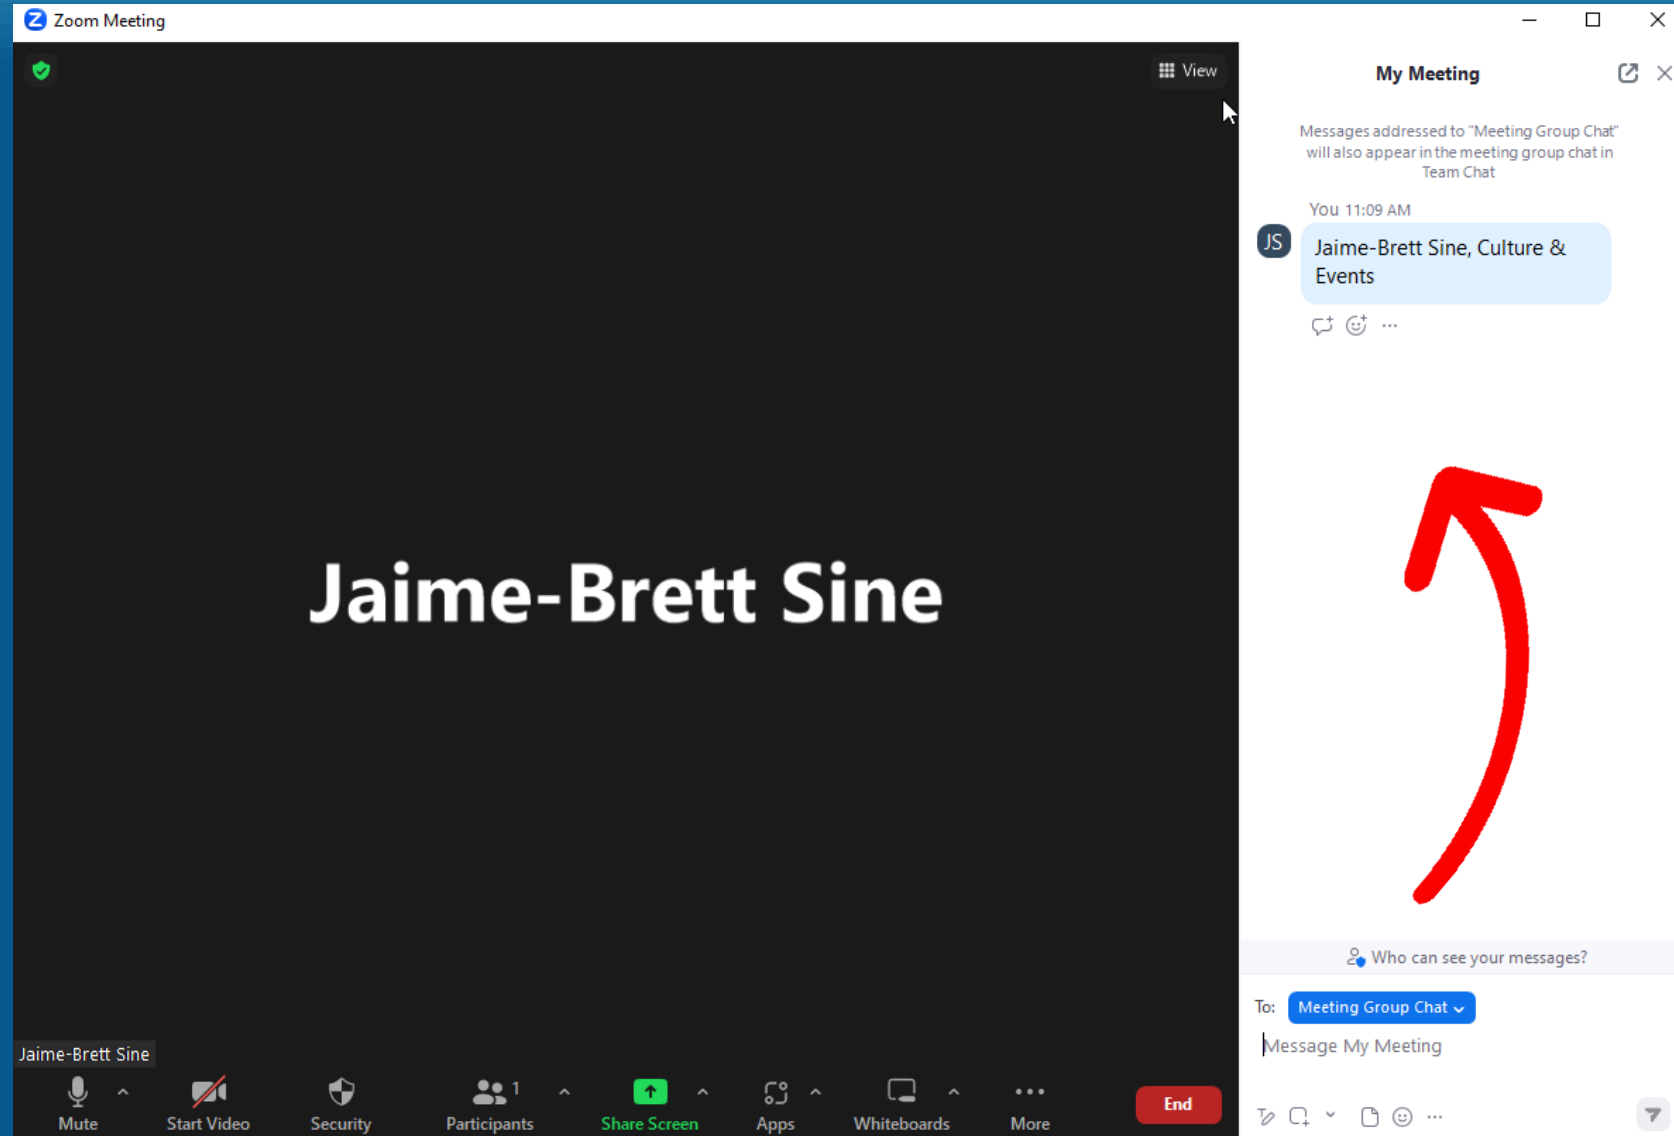 Zoom Meeting
View
My Meeting
Messages addressed to "Meeting Group Chat"
will also appear in the meeting group chat in
Team Chat
You 11:09 AM
JS
Jaime-Brett Sine, Culture &
Events
Jaime-Brett Sine
Who can see your messages?
To: Meeting Group Chat
Message My Meeting
Jaime-Brett Sine
1
Mute
Start Video
Security
Participants
Share Screen
Apps
Whiteboards
More
End